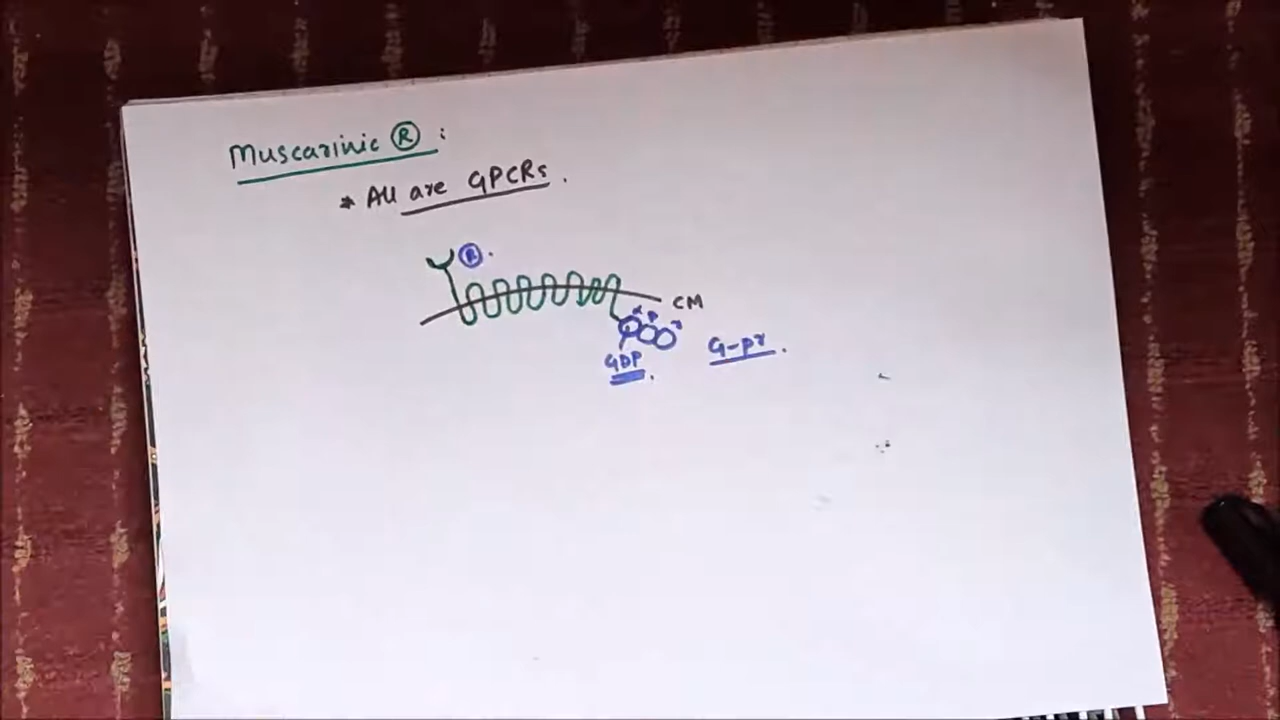 Muscarinic Ⓡ :
* All are GPCRs.
Ⓡ.
CM
α β γ
GDP.
G-pr.